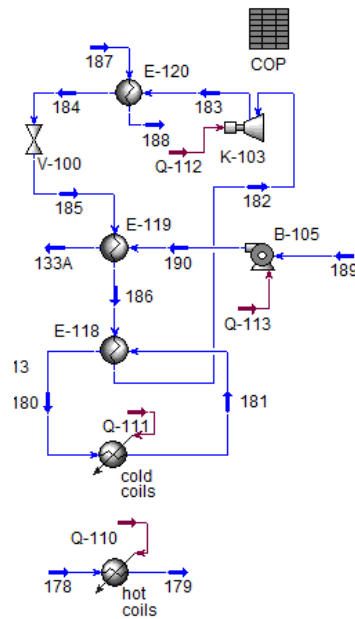 COP
187
E-120
184
183
188
Q-112
K-103
V-100
185
182
E-119
B-105
133A
190
189
186
Q-113
E-118
13
180
181
Q-111
cold
coils
Q-110
178
179
hot
coils